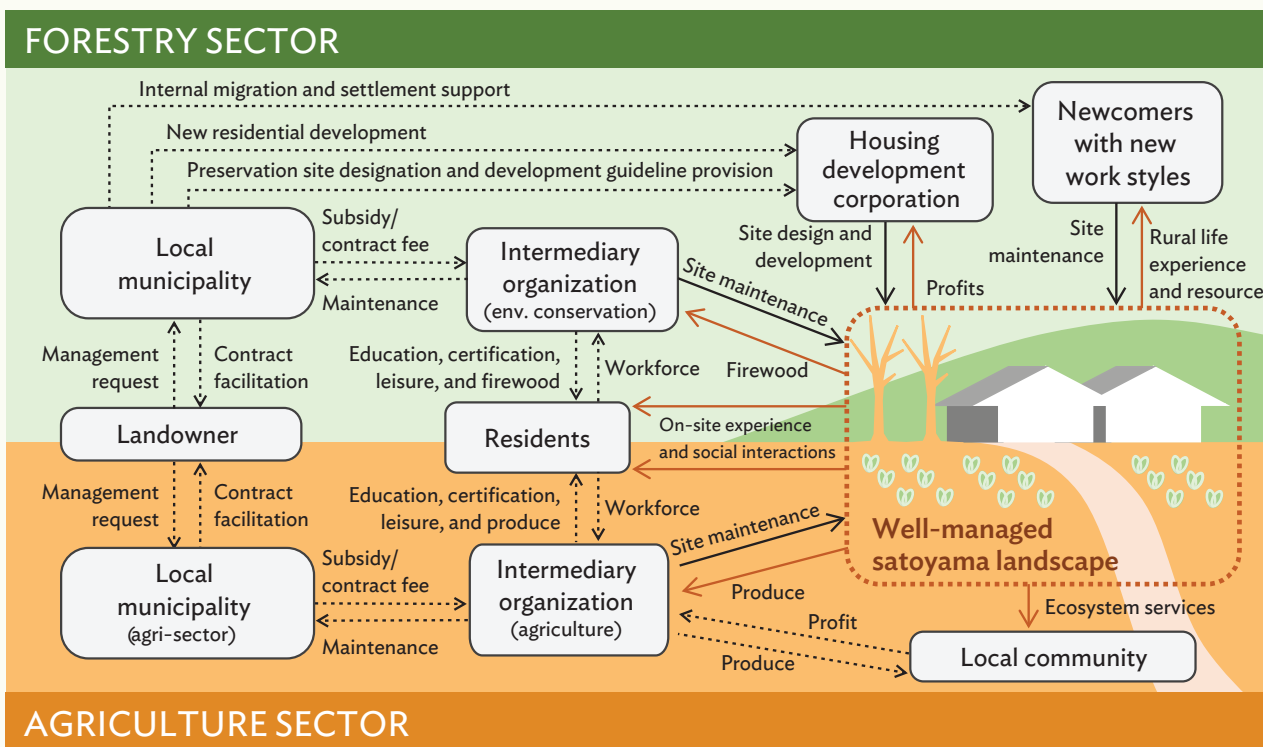 FORESTRY SECTOR
Internal migration and settlement support
New residential development
Preservation site designation and development guideline provision
Housing
development
corporation
Newcomers
with new
work styles
Local
municipality
Subsidy/
contract fee
Maintenance
Intermediary
organization
(env. conservation)
Site maintenance
Firewood
Site design and
development
Profits
Site
maintenance
Rural life
experience
and resource
Management
request
Contract
facilitation
Education, certification,
leisure, and firewood
Workforce
Landowner
Residents
On-site experience
and social interactions
Management
request
Contract
facilitation
Education, certification,
leisure, and produce
Workforce
Local
municipality
(agri-sector)
Subsidy/
contract fee
Maintenance
Intermediary
organization
(agriculture)
Site maintenance
Produce
Well-managed
satoyama landscape
Ecosystem services
Profit
Produce
Local community
AGRICULTURE SECTOR